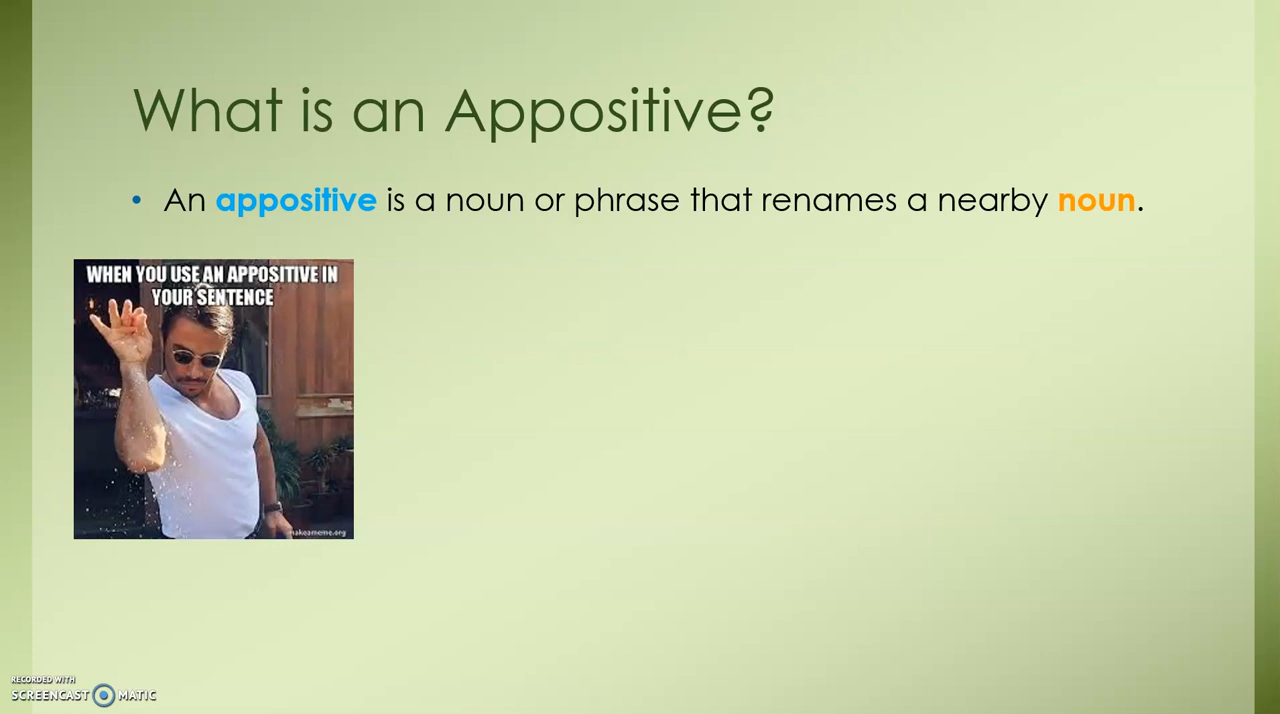 What is an Appositive?
• An appositive is a noun or phrase that renames a nearby noun.
WHEN YOU USE AN APPOSITIVE IN
YOUR SENTENCE
makeameme.org
RECORDED WITH
SCREENCAST MATIC